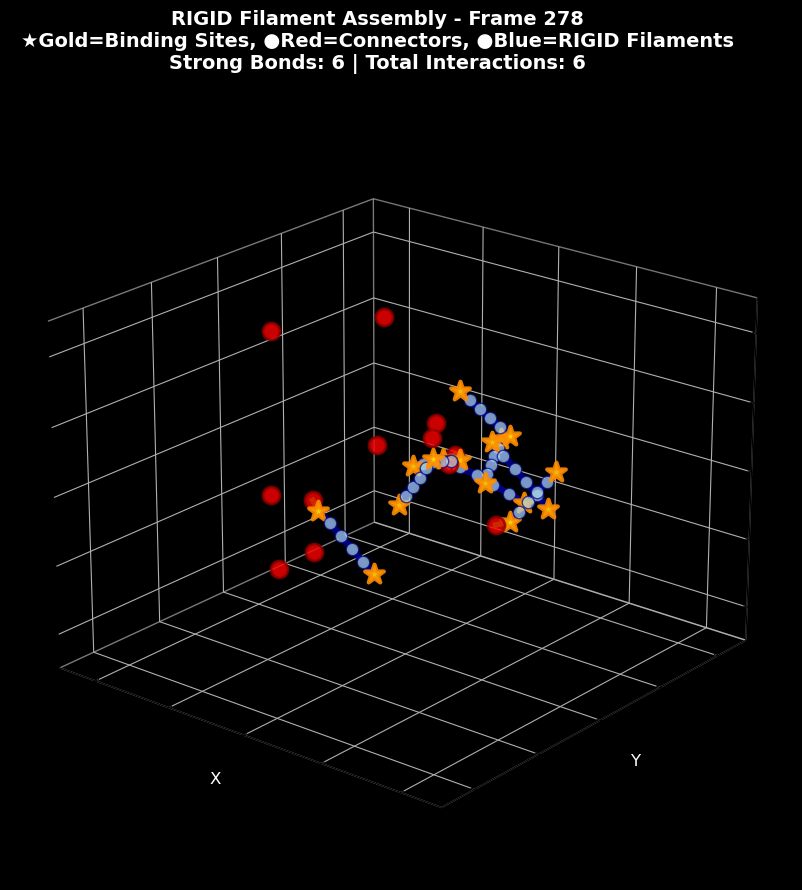 RIGID Filament Assembly - Frame 278
★Gold=Binding Sites, ●Red=Connectors, ●Blue=RIGID Filaments
Strong Bonds: 6 | Total Interactions: 6
X
Y